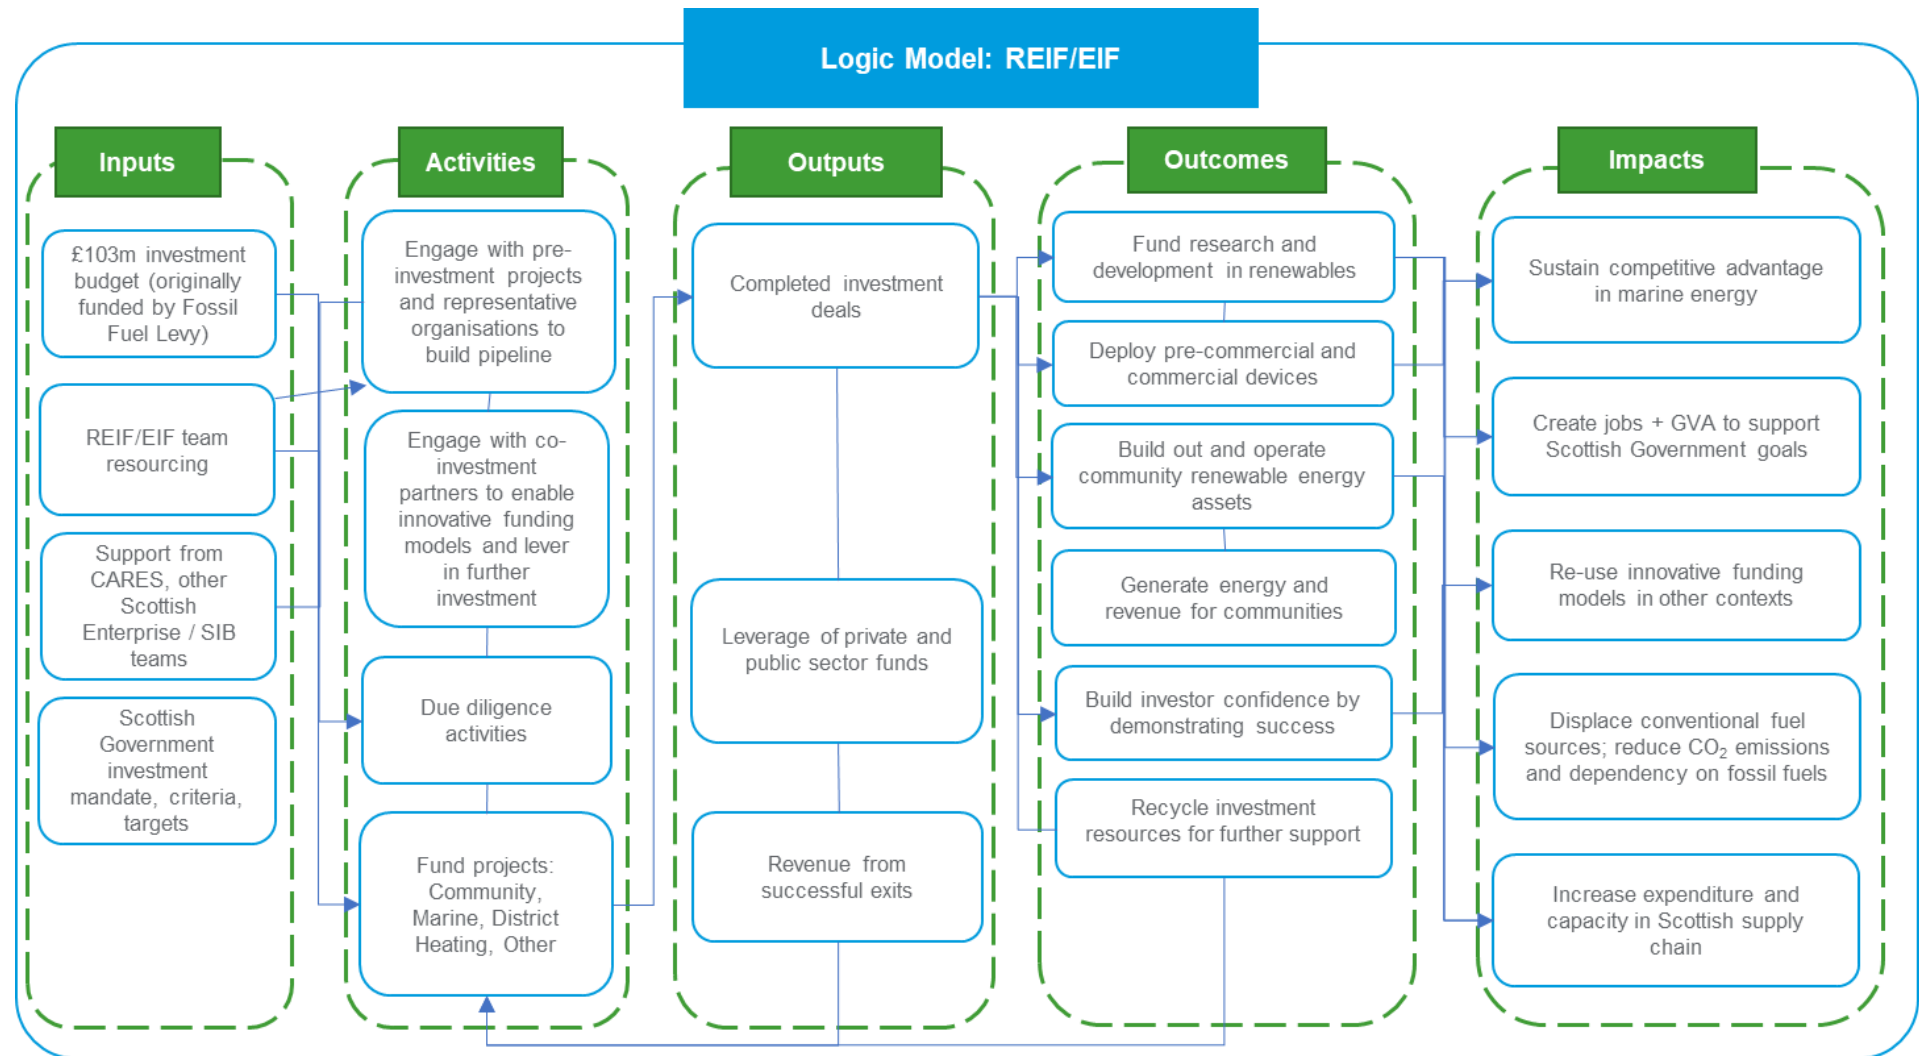 Logic Model: REIF/EIF
Inputs
£103m investment
budget (originally
funded by Fossil
Fuel Levy)
REIF/EIF team
resourcing
Support from
CARES, other
Scottish
Enterprise / SIB
teams
Scottish
Government
investment
mandate, criteria,
targets
Activities
Engage with pre-
investment projects
and representative
organisations to
build pipeline
Engage with co-
investment
partners to enable
innovative funding
models and lever
in further
investment
Due diligence
activities
Fund projects:
Community,
Marine, District
Heating, Other
Outputs
Completed investment
deals
Leverage of private and
public sector funds
Revenue from
successful exits
Outcomes
Fund research and
development in renewables
Deploy pre-commercial and
commercial devices
Build out and operate
community renewable energy
assets
Generate energy and
revenue for communities
Build investor confidence by
demonstrating success
Recycle investment
resources for further support
Impacts
Sustain competitive advantage
in marine energy
Create jobs + GVA to support
Scottish Government goals
Re-use innovative funding
models in other contexts
Displace conventional fuel
sources; reduce CO₂ emissions
and dependency on fossil fuels
Increase expenditure and
capacity in Scottish supply
chain